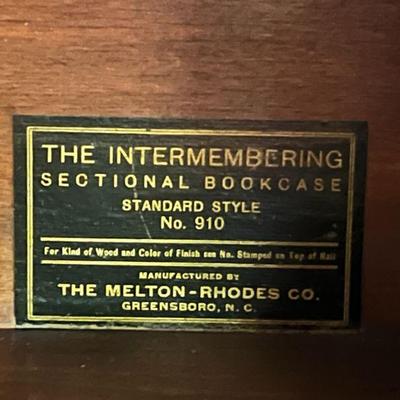 THE INTERMEMBERING
SECTIONAL BOOKCASE
STANDARD STYLE
No. 910
For Kind of Wood and Color of Finish see No. Stamped on Top of Rail
MANUFACTURED BY
THE MELTON-RHODES CO.
GREENSBORO, N. C.